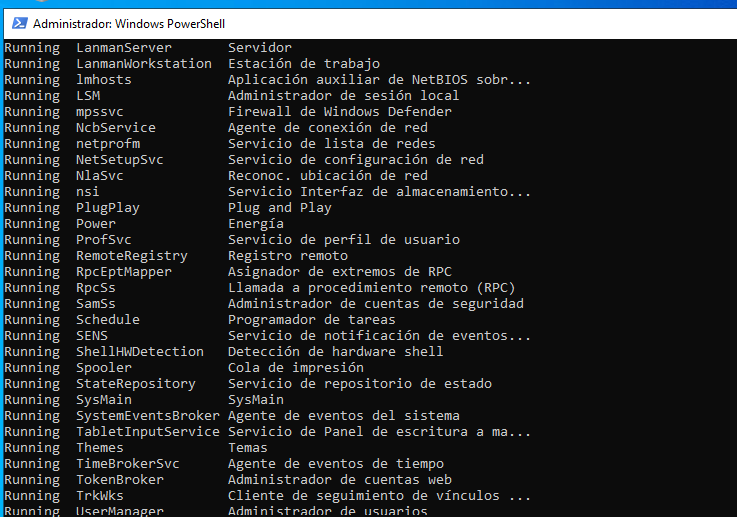 Administrador: Windows PowerShell
Running LanmanServer Servidor
Running LanmanWorkstation Estación de trabajo
Running lmhosts Aplicación auxiliar de NetBIOS sobr...
Running LSM Administrador de sesión local
Running mpssvc Firewall de Windows Defender
Running NcbService Agente de conexión de red
Running netprofm Servicio de lista de redes
Running NetSetupSvc Servicio de configuración de red
Running NlaSvc Reconoc. ubicación de red
Running nsi Servicio Interfaz de almacenamiento...
Running PlugPlay Plug and Play
Running Power Energía
Running ProfSvc Servicio de perfil de usuario
Running RemoteRegistry Registro remoto
Running RpcEptMapper Asignador de extremos de RPC
Running RpcSs Llamada a procedimiento remoto (RPC)
Running SamSs Administrador de cuentas de seguridad
Running Schedule Programador de tareas
Running SENS Servicio de notificación de eventos...
Running ShellHWDetection Detección de hardware shell
Running Spooler Cola de impresión
Running StateRepository Servicio de repositorio de estado
Running SysMain SysMain
Running SystemEventsBroker Agente de eventos del sistema
Running TabletInputService Servicio de Panel de escritura a ma...
Running Themes Temas
Running TimeBrokerSvc Agente de eventos de tiempo
Running TokenBroker Administrador de cuentas web
Running TrkWks Cliente de seguimiento de vínculos ...
Running UserManager Administrador de usuarios